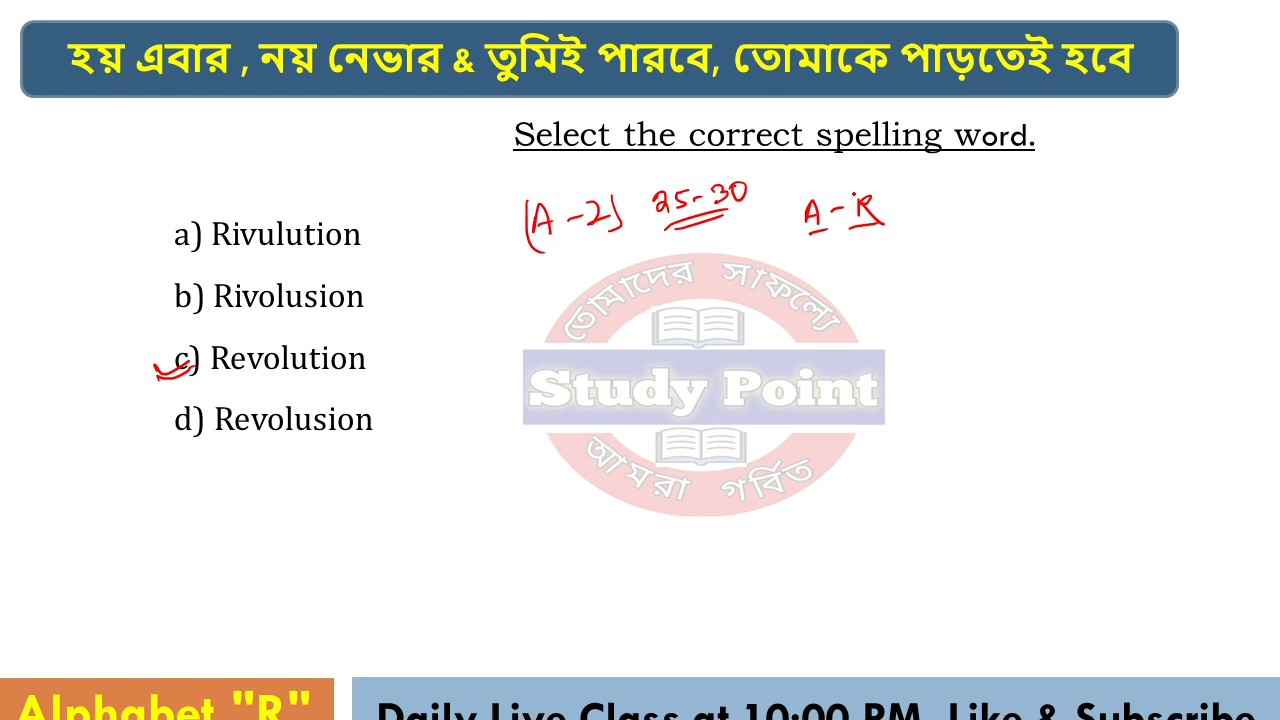 হয় এবার , নয় নেভার & তুমিই পারবে, তোমাকে পাড়তেই হবে
Select the correct spelling word.
(A-2) 25-30 A-R
a) Rivulution
b) Rivolusion
c) Revolution
d) Revolusion
তোমাদের সাফল্যে
Study Point
আমরা গর্বিত
Alphabet "R"
Daily Live Class at 10:00 PM, Like & Subscribe